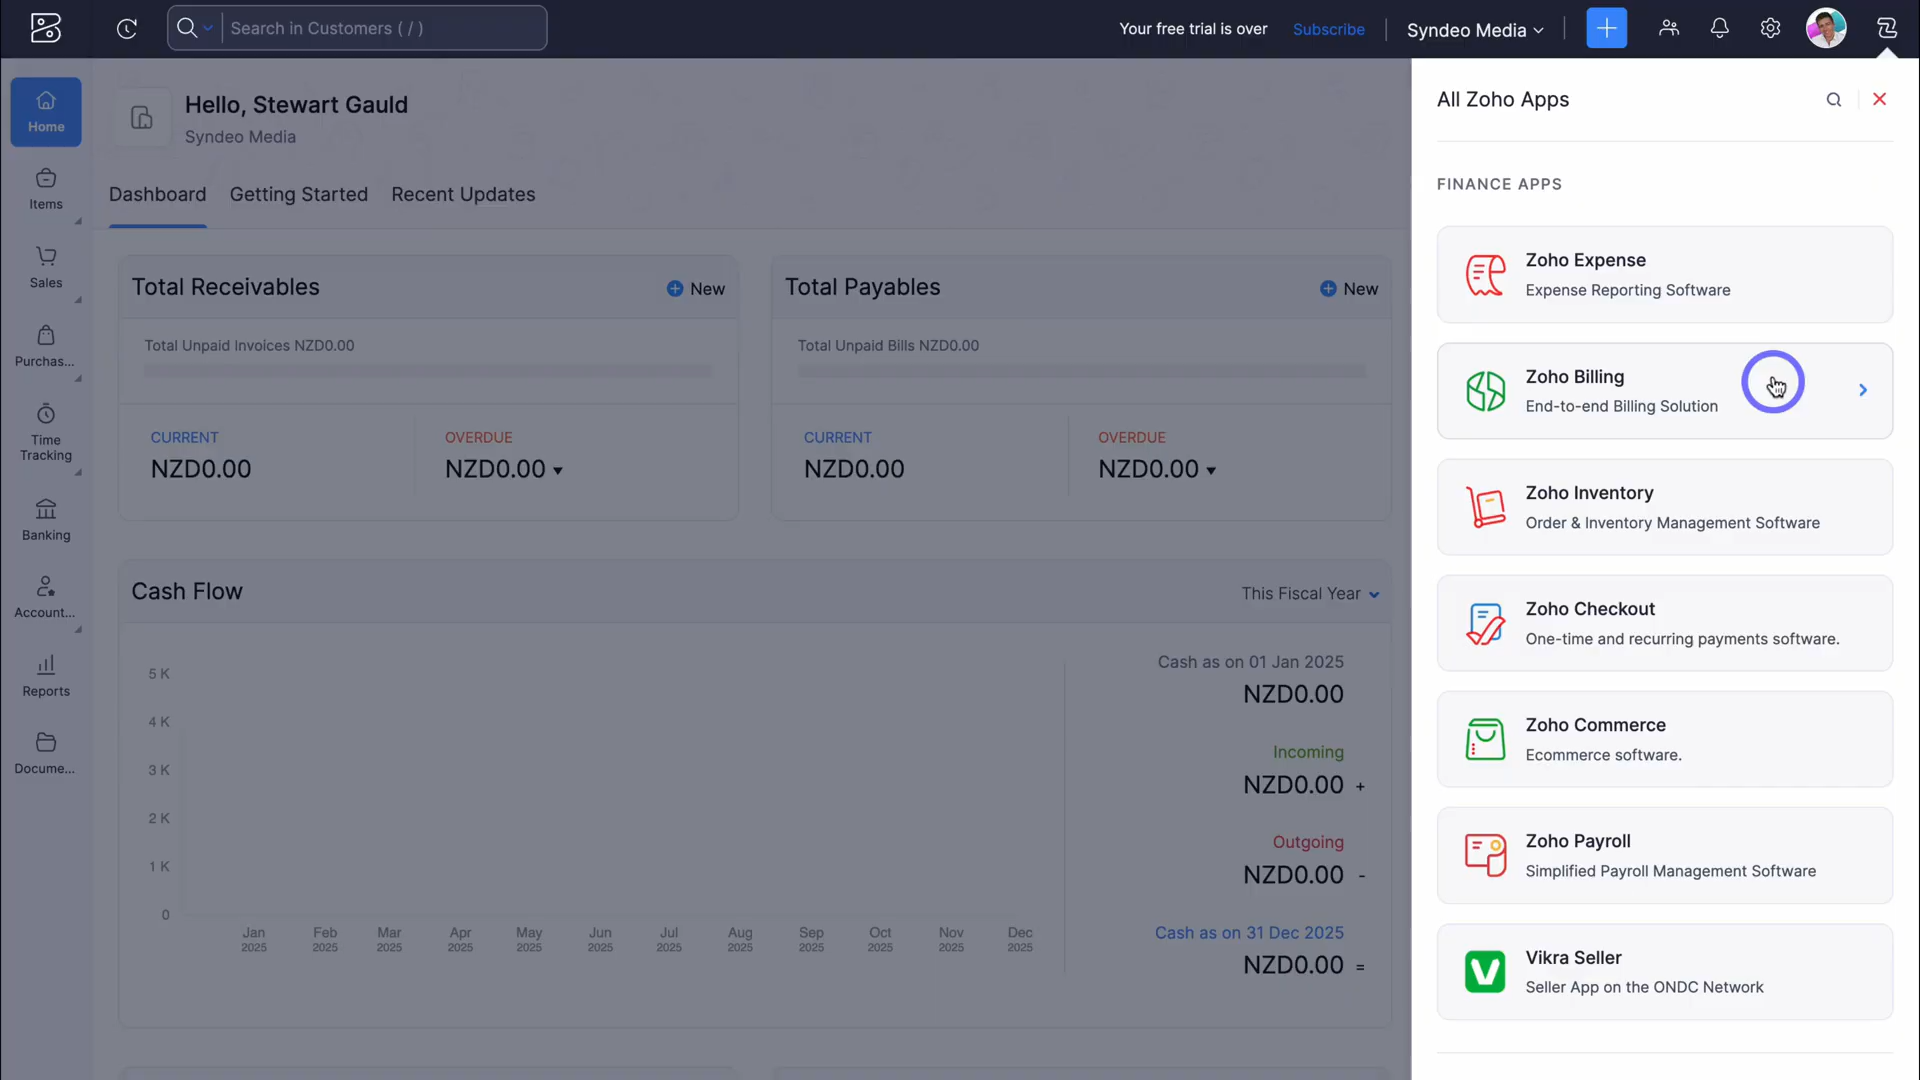 Search in Customers ( / )
Your free trial is over
Subscribe
Syndeo Media
Home
Items
Sales
Purchas...
Time
Tracking
Banking
Account...
Reports
Docume...
Hello, Stewart Gauld
Syndeo Media
Dashboard
Getting Started
Recent Updates
Total Receivables
New
Total Unpaid Invoices NZD0.00
CURRENT
NZD0.00
OVERDUE
NZD0.00
Total Payables
New
Total Unpaid Bills NZD0.00
CURRENT
NZD0.00
OVERDUE
NZD0.00
Cash Flow
This Fiscal Year
5 K
4 K
3 K
2 K
1 K
0
Jan
2025
Feb
2025
Mar
2025
Apr
2025
May
2025
Jun
2025
Jul
2025
Aug
2025
Sep
2025
Oct
2025
Nov
2025
Dec
2025
Cash as on 01 Jan 2025
NZD0.00
Incoming
NZD0.00 +
Outgoing
NZD0.00 -
Cash as on 31 Dec 2025
NZD0.00 =
All Zoho Apps
FINANCE APPS
Zoho Expense
Expense Reporting Software
Zoho Billing
End-to-end Billing Solution
Zoho Inventory
Order & Inventory Management Software
Zoho Checkout
One-time and recurring payments software.
Zoho Commerce
Ecommerce software.
Zoho Payroll
Simplified Payroll Management Software
V
Vikra Seller
Seller App on the ONDC Network